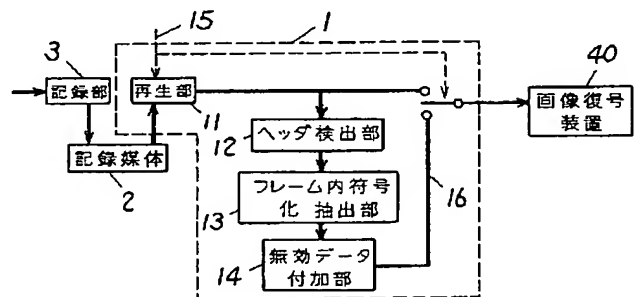 15
1
3
記録部
再生部
11
40
画像復号
装置
12
ヘッダ検出部
記録媒体
2
フレーム内符号
化 抽出部
13
16
無効データ
付加部
14